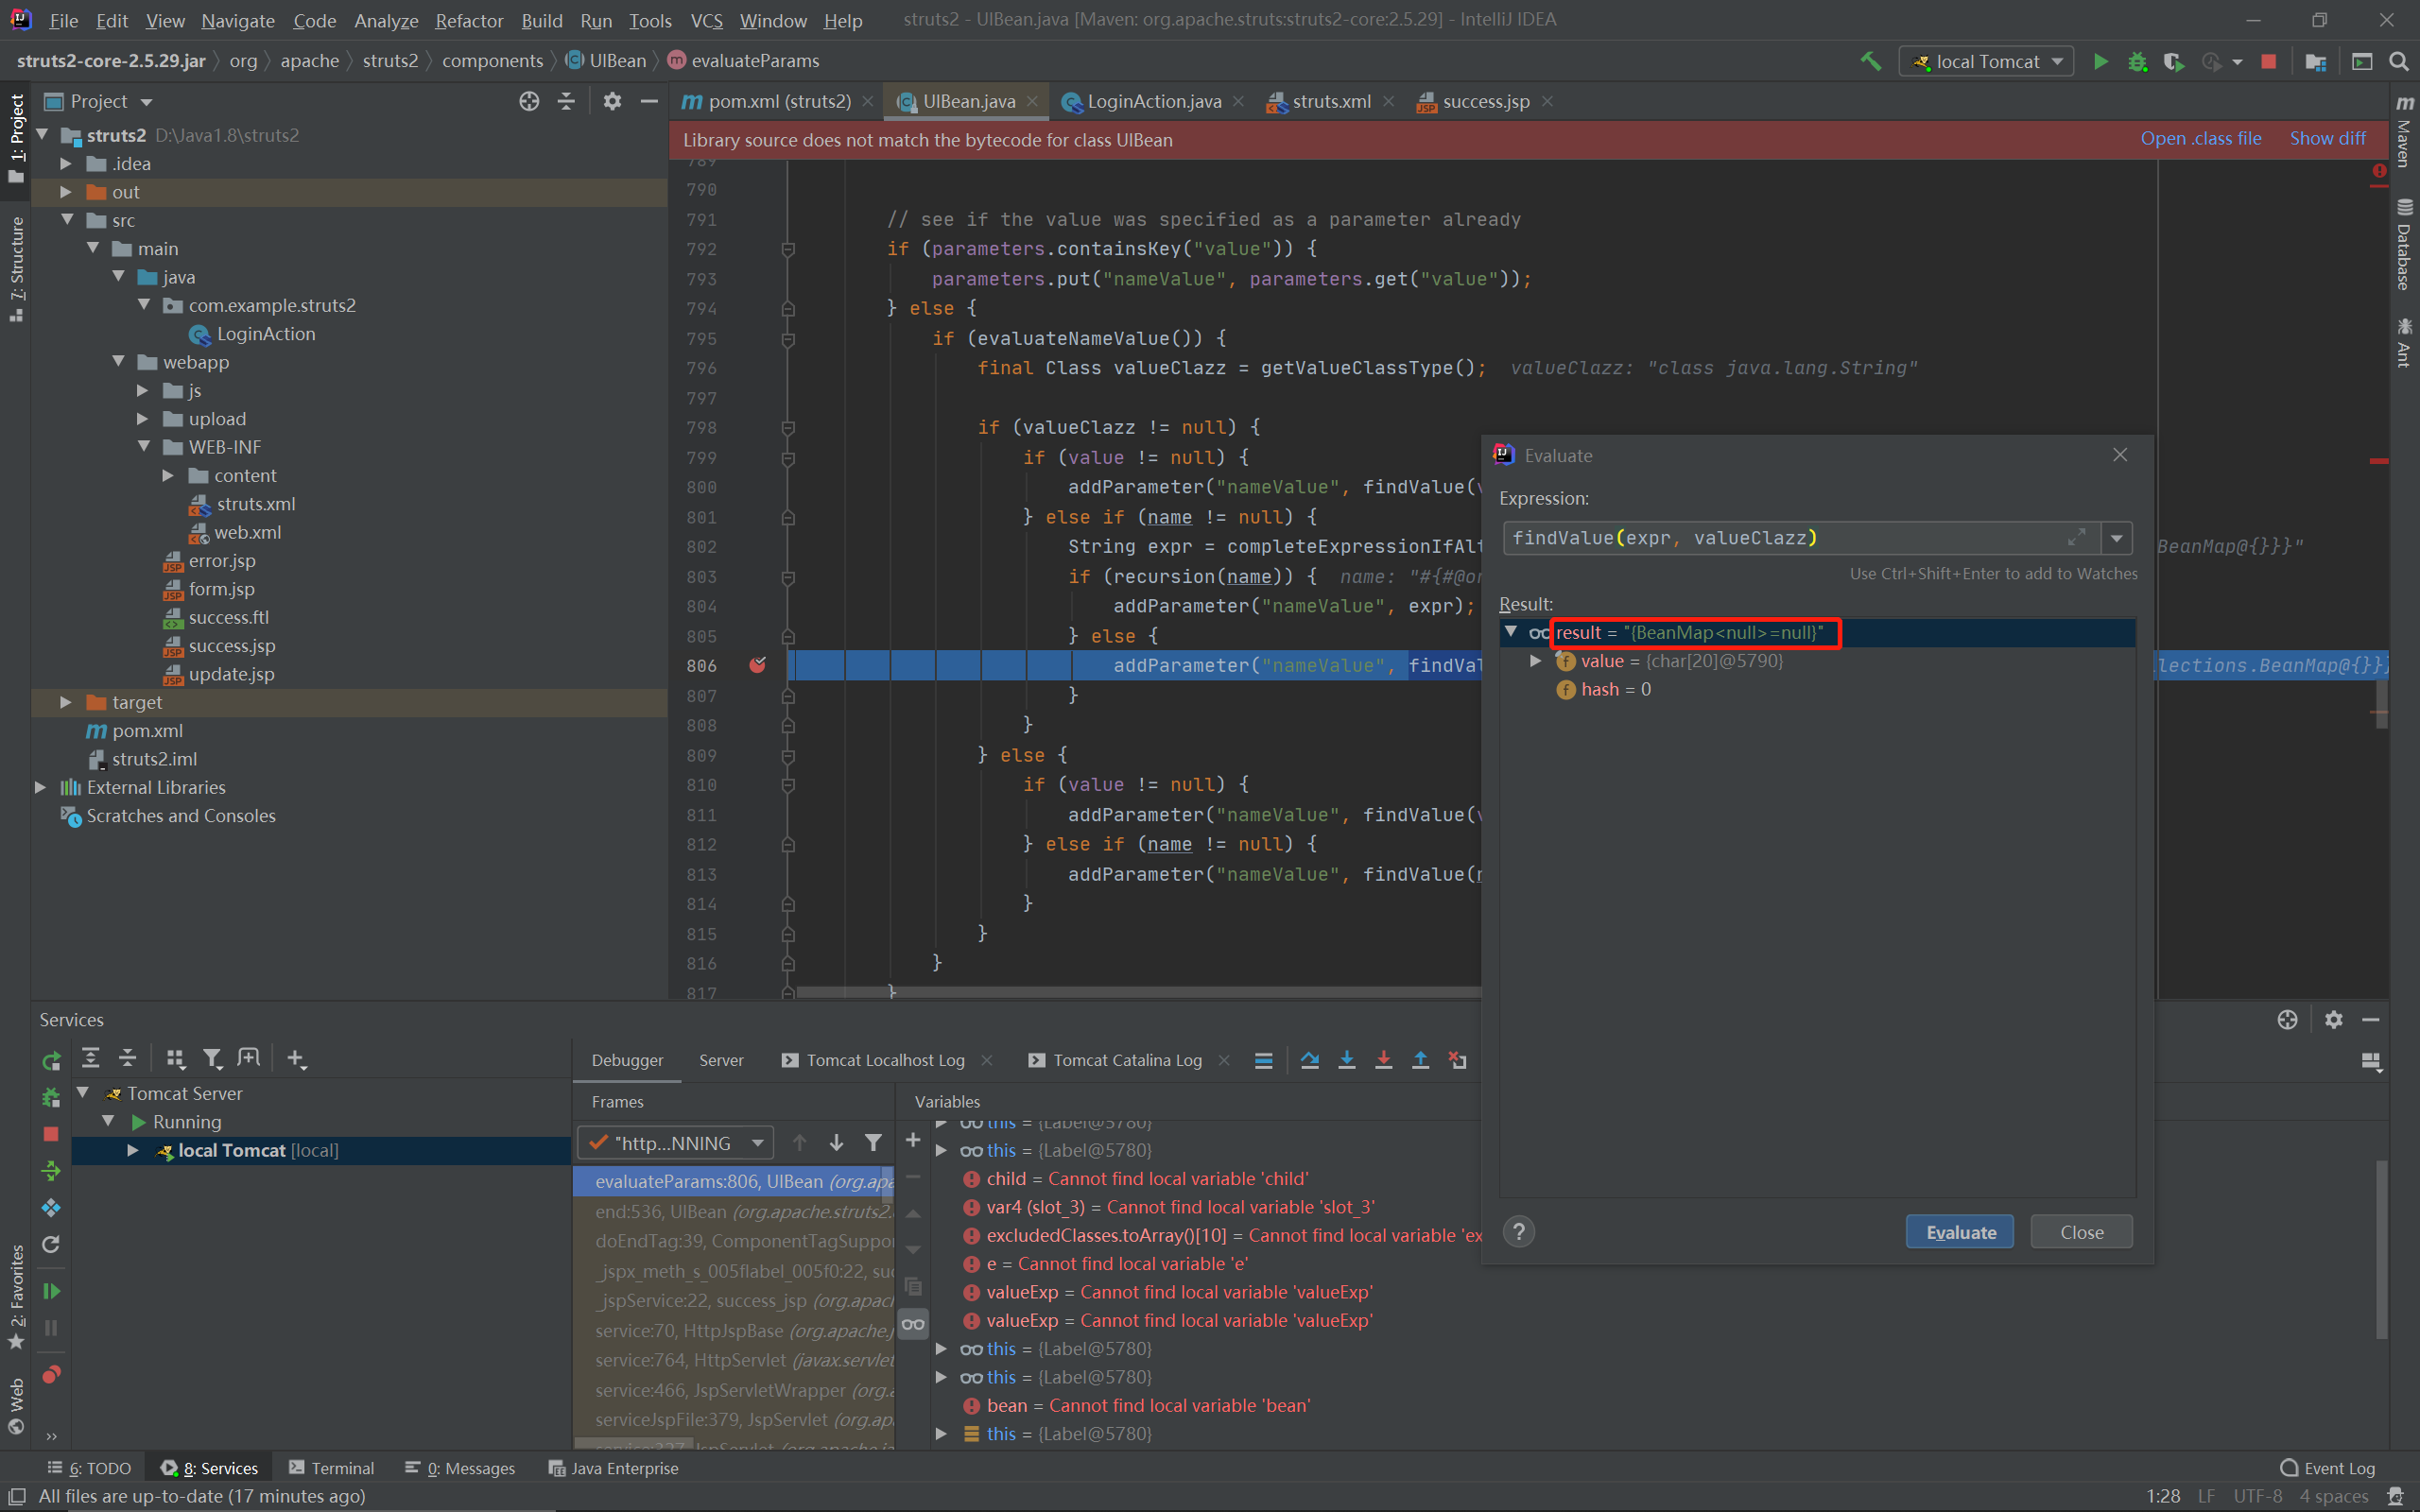 File Edit View Navigate Code Analyze Refactor Build Run Tools VCS Window Help struts2 - UIBean.java [Maven: org.apache.struts:struts2-core:2.5.29] - IntelliJ IDEA
struts2-core-2.5.29.jar org apache struts2 components UIBean evaluateParams local Tomcat
Project
pom.xml (struts2) UIBean.java LoginAction.java struts.xml success.jsp
Library source does not match the bytecode for class UIBean Open .class file Show diff
1: Project
7: Structure
2: Favorites
Web
Maven
Database
Ant
struts2 D:\Java1.8\struts2
.idea
out
src
main
java
com.example.struts2
LoginAction
webapp
js
upload
WEB-INF
content
struts.xml
web.xml
error.jsp
form.jsp
success.ftl
success.jsp
update.jsp
target
pom.xml
struts2.iml
External Libraries
Scratches and Consoles
789
790
791 // see if the value was specified as a parameter already
792 if (parameters.containsKey("value")) {
793 parameters.put("nameValue", parameters.get("value"));
794 } else {
795 if (evaluateNameValue()) {
796 final Class valueClazz = getValueClassType(); valueClazz: "class java.lang.String"
797
798 if (valueClazz != null) {
799 if (value != null) {
800 addParameter("nameValue", findValue(
801 } else if (name != null) {
802 String expr = completeExpressionIfAlt BeanMap@{}}}"
803 if (recursion(name)) { name: "#{#@or
804 addParameter("nameValue", expr);
805 } else {
806 addParameter("nameValue", findVal lections.BeanMap@{}}}
807 }
808 }
809 } else {
810 if (value != null) {
811 addParameter("nameValue", findValue(
812 } else if (name != null) {
813 addParameter("nameValue", findValue(
814 }
815 }
816 }
817 }
Evaluate
Expression:
findValue(expr, valueClazz)
Use Ctrl+Shift+Enter to add to Watches
Result:
result = "{BeanMap<null>=null}"
value = {char[20]@5790}
hash = 0
? Evaluate Close
Services
Tomcat Server
Running
local Tomcat [local]
Debugger Server Tomcat Localhost Log Tomcat Catalina Log
Frames
"http...NNING
evaluateParams:806, UIBean (org.apa
end:536, UIBean (org.apache.struts2.
doEndTag:39, ComponentTagSuppor
_jspx_meth_s_005flabel_005f0:22, suc
_jspService:22, success_jsp (org.apach
service:70, HttpJspBase (org.apache.j
service:764, HttpServlet (javax.servlet
service:466, JspServletWrapper (org.a
serviceJspFile:379, JspServlet (org.ap
service:327, JspServlet (org.apache.ja
Variables
this = {Label@5780}
this = {Label@5780}
child = Cannot find local variable 'child'
var4 (slot_3) = Cannot find local variable 'slot_3'
excludedClasses.toArray()[10] = Cannot find local variable 'ex
e = Cannot find local variable 'e'
valueExp = Cannot find local variable 'valueExp'
valueExp = Cannot find local variable 'valueExp'
this = {Label@5780}
this = {Label@5780}
bean = Cannot find local variable 'bean'
this = {Label@5780}
6: TODO 8: Services Terminal 0: Messages Java Enterprise Event Log
All files are up-to-date (17 minutes ago) 1:28 LF UTF-8 4 spaces